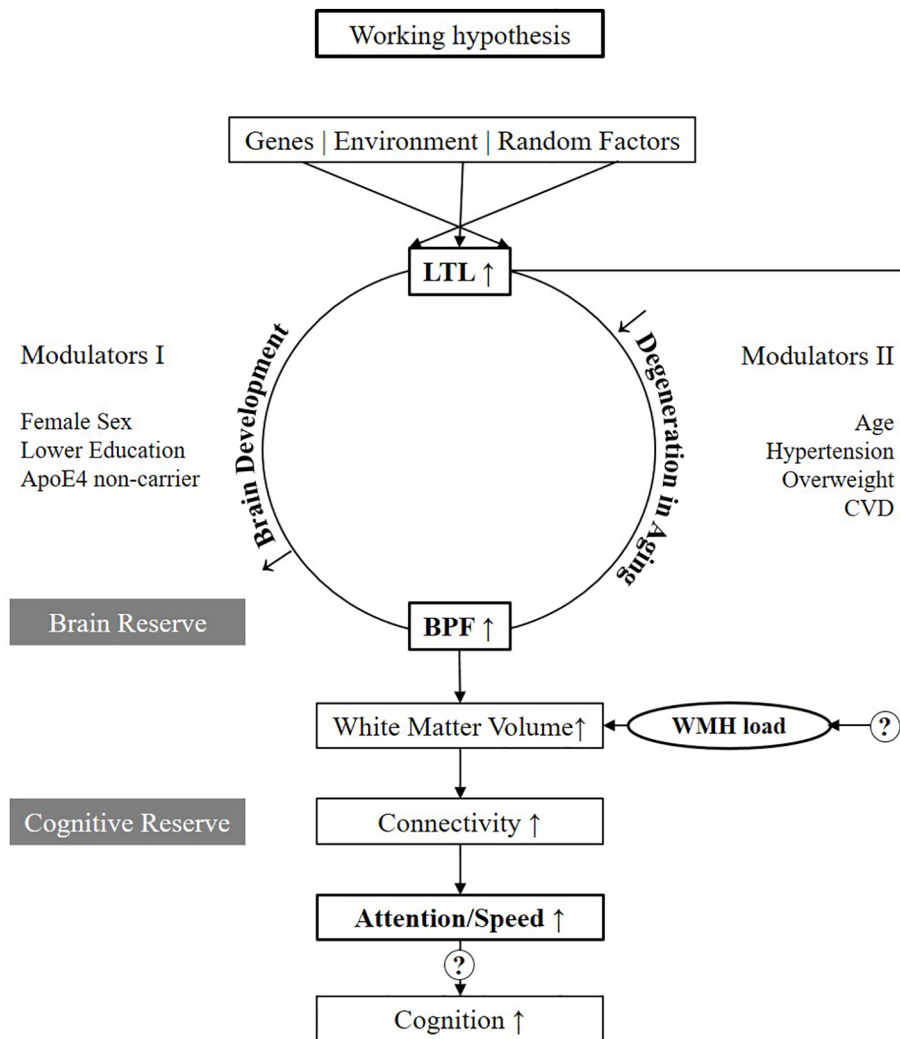 Working hypothesis
Genes | Environment | Random Factors
LTL ↑
Brain Development
Degeneration in Aging
Modulators I
Female Sex
Lower Education
ApoE4 non-carrier
Modulators II
Age
Hypertension
Overweight
CVD
Brain Reserve
BPF ↑
White Matter Volume↑
WMH load
?
Cognitive Reserve
Connectivity ↑
Attention/Speed ↑
?
Cognition ↑